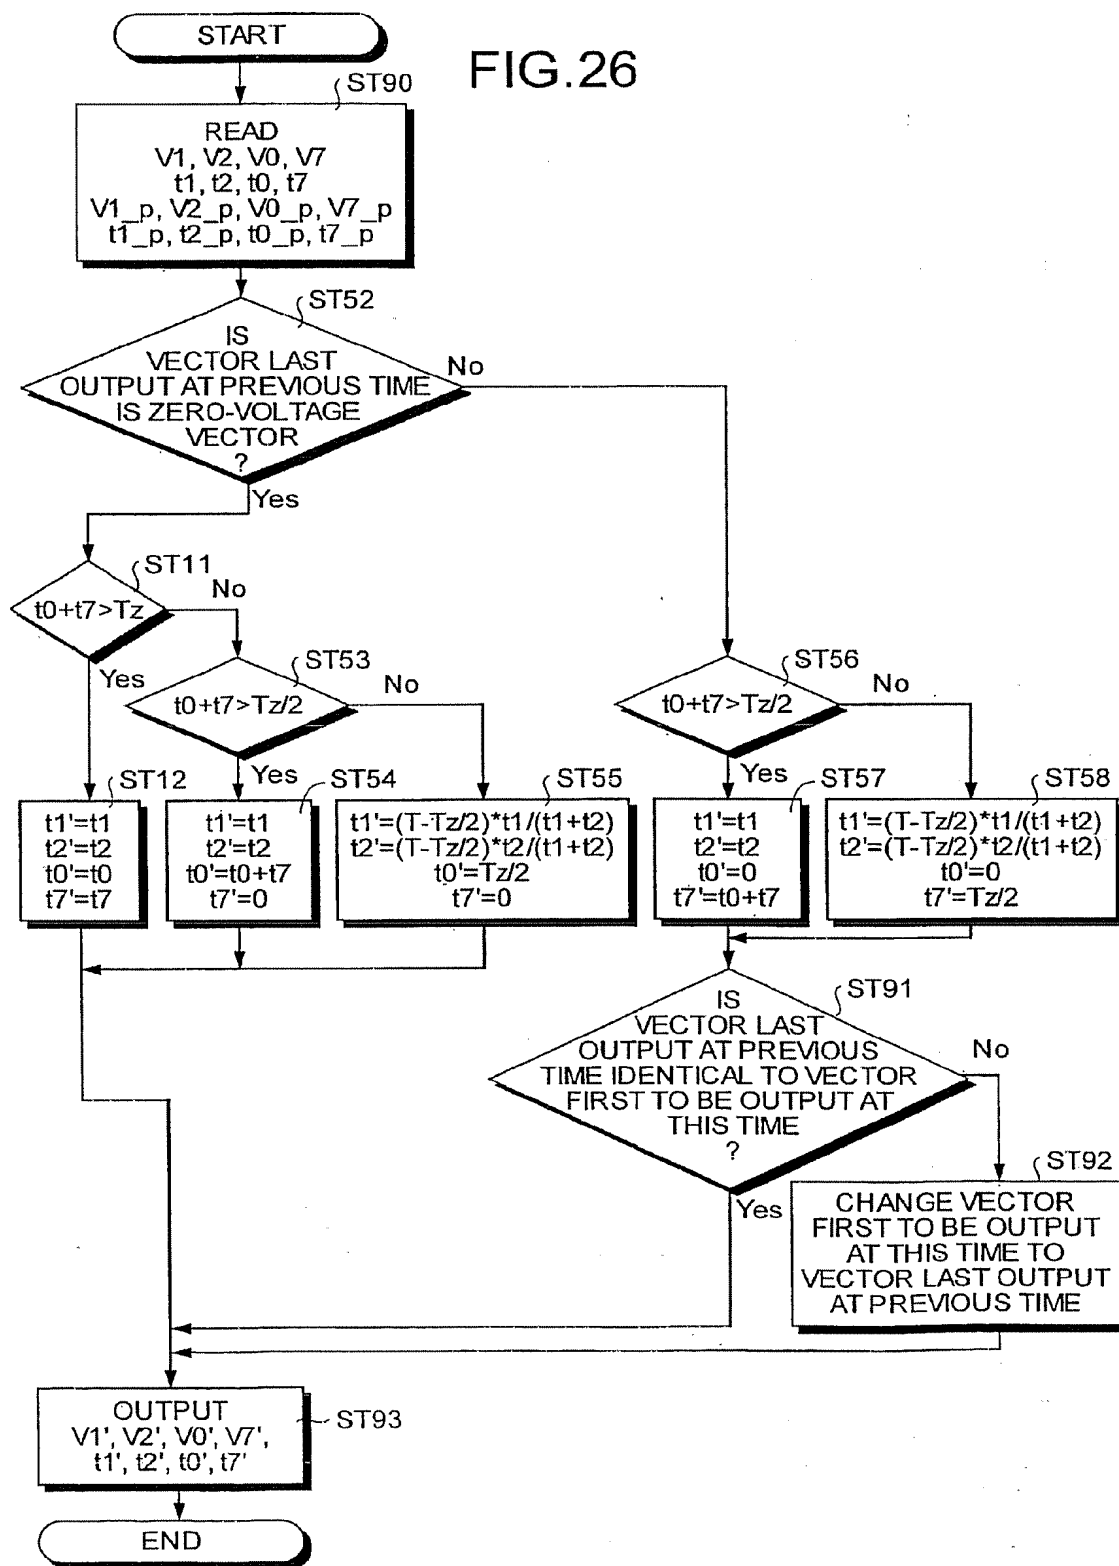 START
FIG.26
ST90
READ
V1, V2, V0, V7
t1, t2, t0, t7
V1_p, V2_p, V0_p, V7_p
t1_p, t2_p, t0_p, t7_p
ST52
IS
VECTOR LAST
OUTPUT AT PREVIOUS TIME
IS ZERO-VOLTAGE
VECTOR
?
No
Yes
ST11
t0+t7>Tz
No
Yes
ST53
t0+t7>Tz/2
No
Yes
ST56
t0+t7>Tz/2
No
Yes
ST12
t1'=t1
t2'=t2
t0'=t0
t7'=t7
ST54
t1'=t1
t2'=t2
t0'=t0+t7
t7'=0
ST55
t1'=(T-Tz/2)*t1/(t1+t2)
t2'=(T-Tz/2)*t2/(t1+t2)
t0'=Tz/2
t7'=0
ST57
t1'=t1
t2'=t2
t0'=0
t7'=t0+t7
ST58
t1'=(T-Tz/2)*t1/(t1+t2)
t2'=(T-Tz/2)*t2/(t1+t2)
t0'=0
t7'=Tz/2
ST91
IS
VECTOR LAST
OUTPUT AT PREVIOUS
TIME IDENTICAL TO VECTOR
FIRST TO BE OUTPUT AT
THIS TIME
?
No
Yes
ST92
CHANGE VECTOR
FIRST TO BE OUTPUT
AT THIS TIME TO
VECTOR LAST OUTPUT
AT PREVIOUS TIME
OUTPUT
V1', V2', V0', V7',
t1', t2', t0', t7'
ST93
END